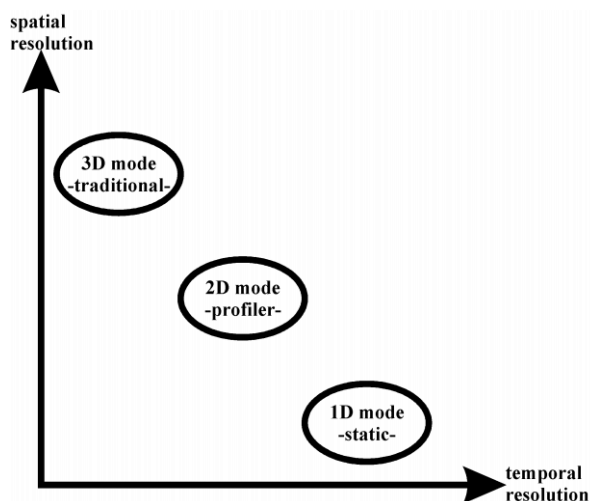 spatial
resolution
3D mode
-traditional-
2D mode
-profiler-
1D mode
-static-
temporal
resolution